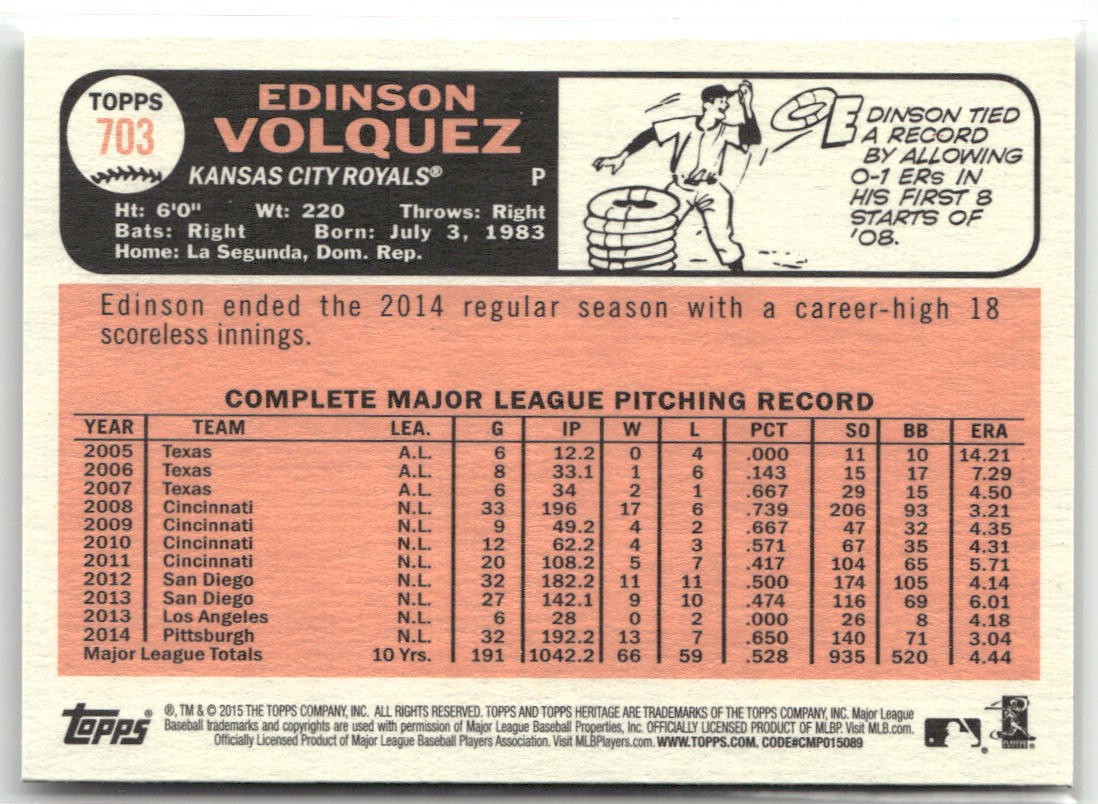 TOPPS
703
EDINSON
VOLQUEZ
KANSAS CITY ROYALS® P
Ht: 6'0" Wt: 220 Throws: Right
Bats: Right Born: July 3, 1983
Home: La Segunda, Dom. Rep.
EDINSON TIED
A RECORD
BY ALLOWING
0-1 ERs IN
HIS FIRST 8
STARTS OF
'08.
Edinson ended the 2014 regular season with a career-high 18
scoreless innings.
COMPLETE MAJOR LEAGUE PITCHING RECORD
YEAR TEAM LEA. G IP W L PCT SO BB ERA
2005 Texas A.L. 6 12.2 0 4 .000 11 10 14.21
2006 Texas A.L. 8 33.1 1 6 .143 15 17 7.29
2007 Texas A.L. 6 34 2 1 .667 29 15 4.50
2008 Cincinnati N.L. 33 196 17 6 .739 206 93 3.21
2009 Cincinnati N.L. 9 49.2 4 2 .667 47 32 4.35
2010 Cincinnati N.L. 12 62.2 4 3 .571 67 35 4.31
2011 Cincinnati N.L. 20 108.2 5 7 .417 104 65 5.71
2012 San Diego N.L. 32 182.2 11 11 .500 174 105 4.14
2013 San Diego N.L. 27 142.1 9 10 .474 116 69 6.01
2013 Los Angeles N.L. 6 28 0 2 .000 26 8 4.18
2014 Pittsburgh N.L. 32 192.2 13 7 .650 140 71 3.04
Major League Totals 10 Yrs. 191 1042.2 66 59 .528 935 520 4.44
topps®
®, TM & © 2015 THE TOPPS COMPANY, INC. ALL RIGHTS RESERVED. TOPPS AND TOPPS HERITAGE ARE TRADEMARKS OF THE TOPPS COMPANY, INC. Major League
Baseball trademarks and copyrights are used with permission of Major League Baseball Properties, Inc. OFFICIALLY LICENSED PRODUCT OF MLBP. Visit MLB.com.
Officially Licensed Product of Major League Baseball Players Association. Visit MLBPlayers.com. WWW.TOPPS.COM. CODE#CMP015089